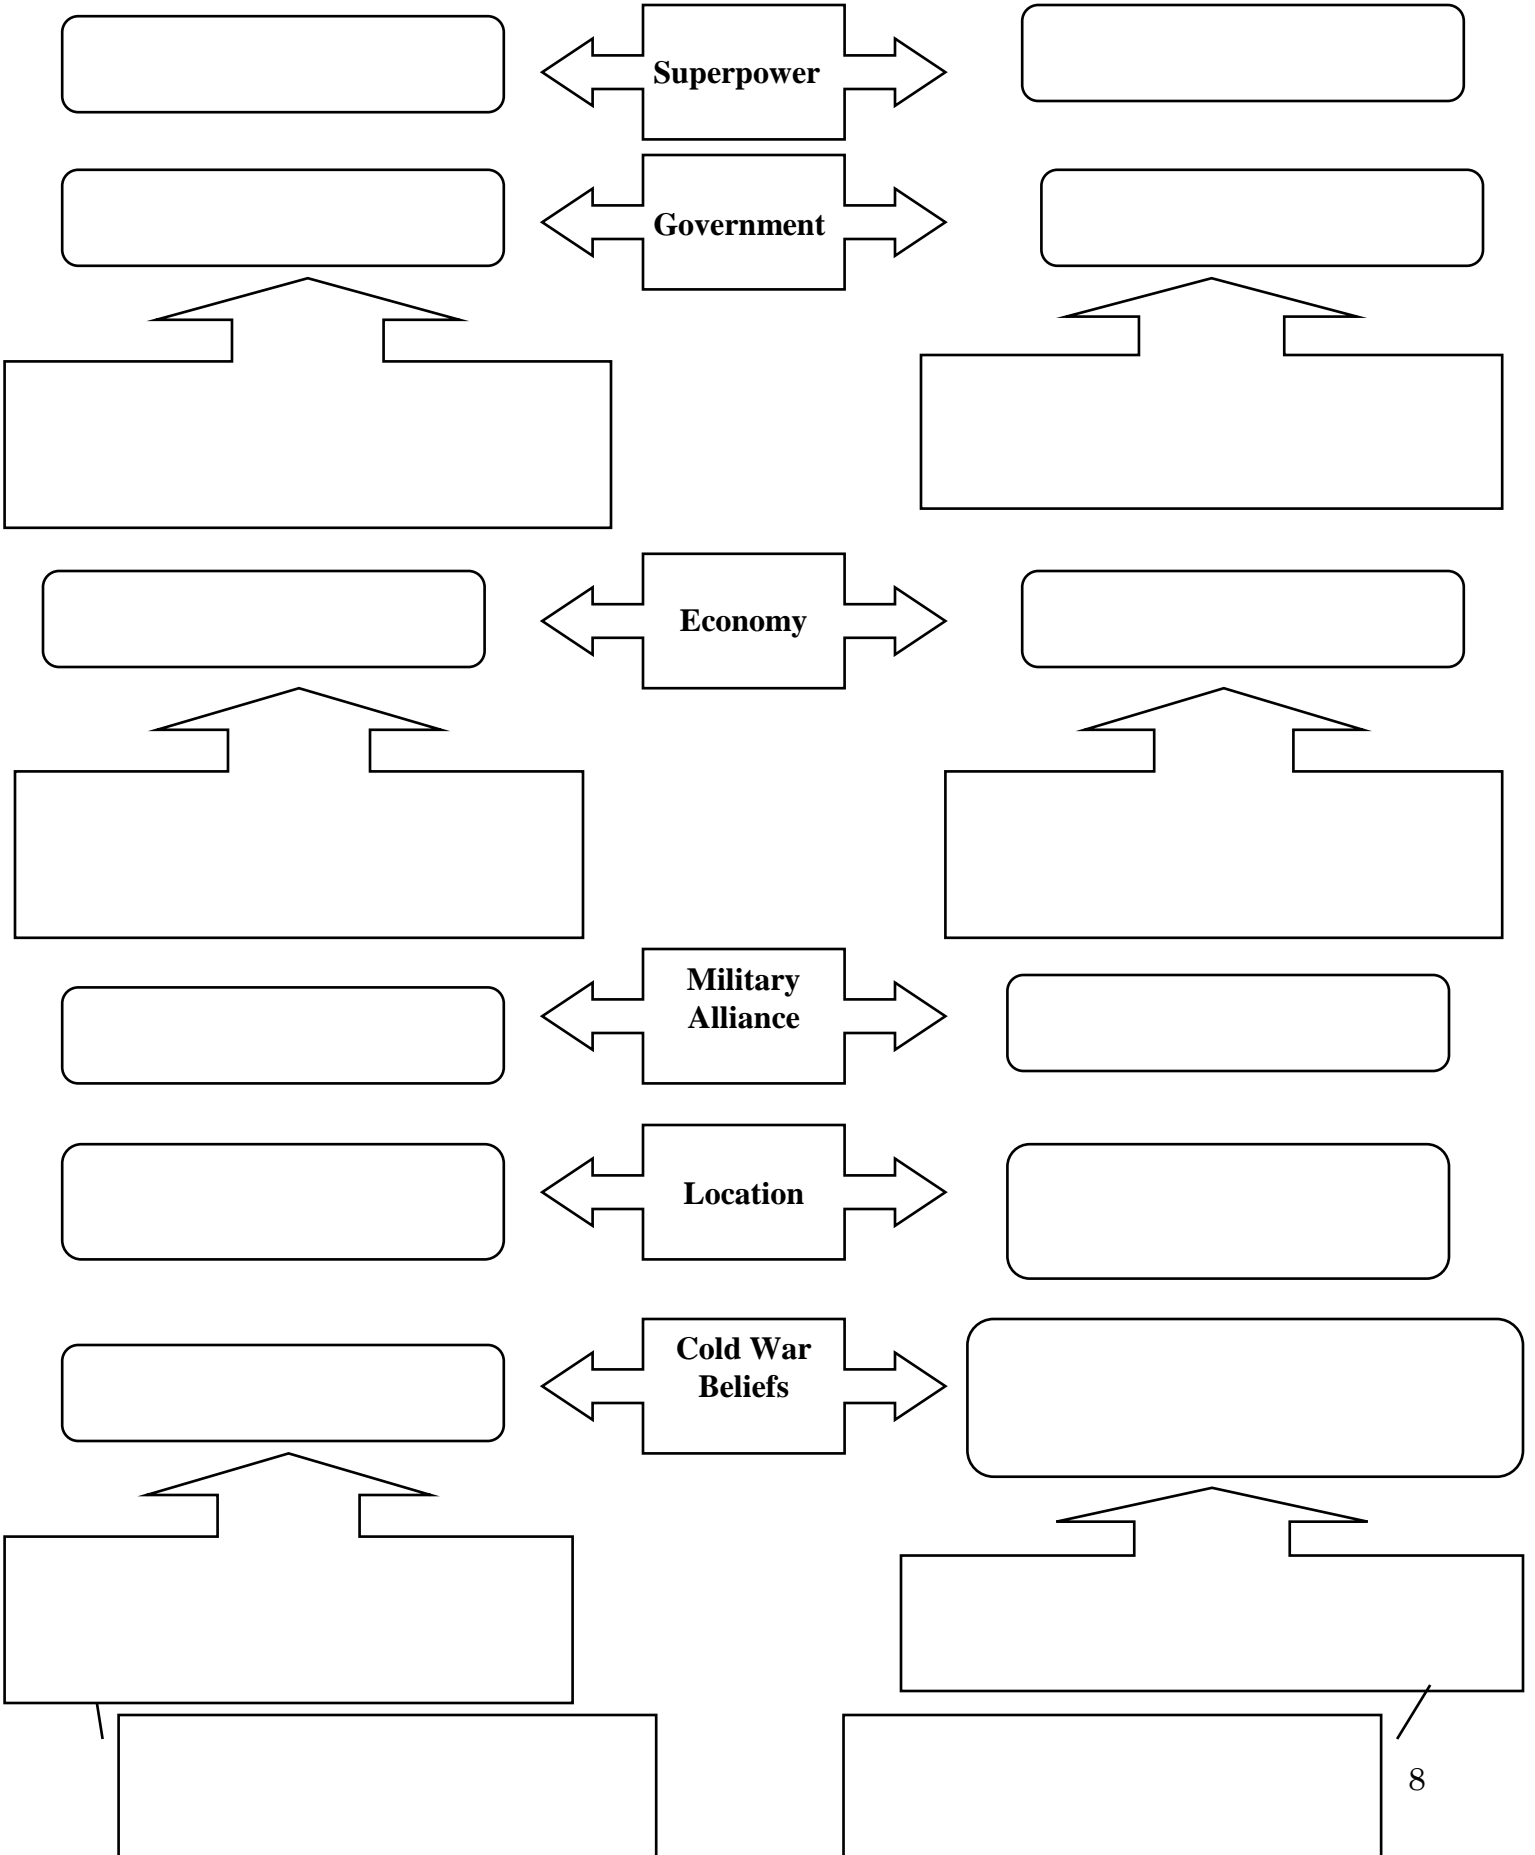 Superpower
Government
Economy
Military
Alliance
Location
Cold War
Beliefs
8